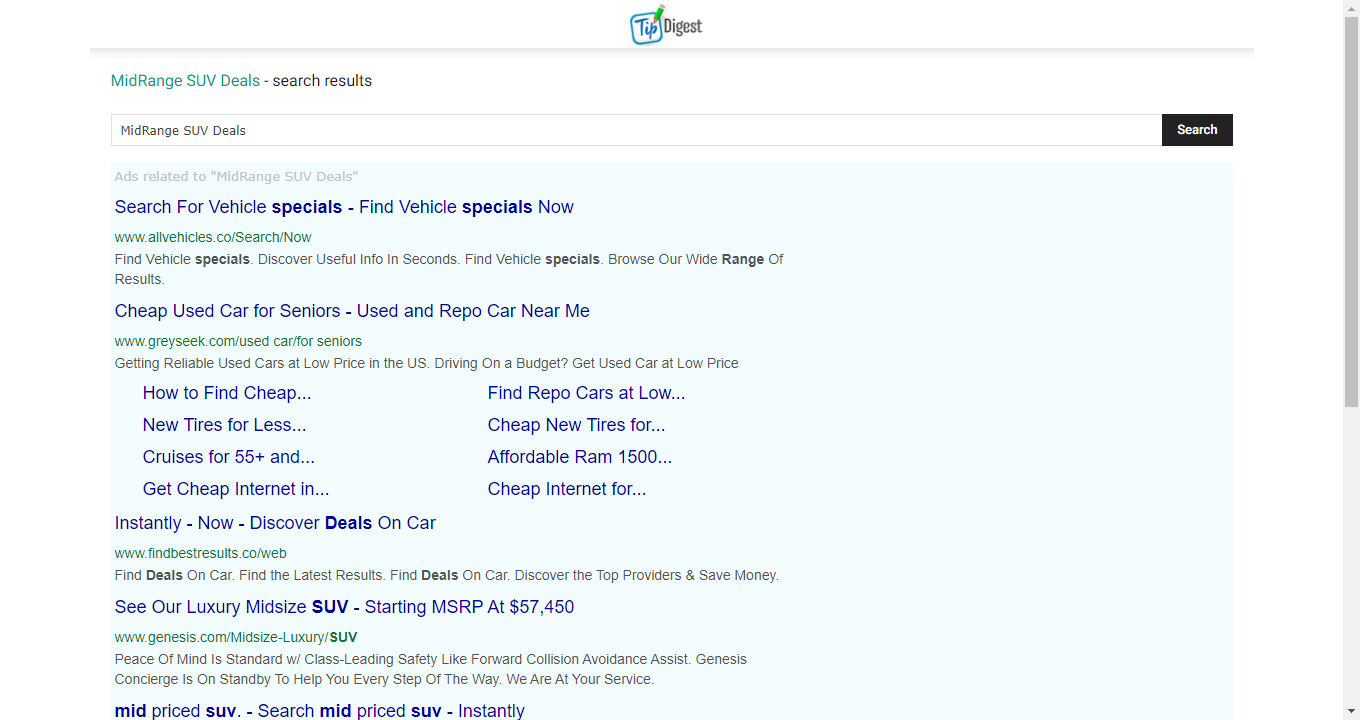 Tip Digest
MidRange SUV Deals - search results
MidRange SUV Deals
Search
Ads related to "MidRange SUV Deals"
Search For Vehicle specials - Find Vehicle specials Now
www.allvehicles.co/Search/Now
Find Vehicle specials. Discover Useful Info In Seconds. Find Vehicle specials. Browse Our Wide Range Of
Results.
Cheap Used Car for Seniors - Used and Repo Car Near Me
www.greyseek.com/used car/for seniors
Getting Reliable Used Cars at Low Price in the US. Driving On a Budget? Get Used Car at Low Price
How to Find Cheap...
Find Repo Cars at Low...
New Tires for Less...
Cheap New Tires for...
Cruises for 55+ and...
Affordable Ram 1500...
Get Cheap Internet in...
Cheap Internet for...
Instantly - Now - Discover Deals On Car
www.findbestresults.co/web
Find Deals On Car. Find the Latest Results. Find Deals On Car. Discover the Top Providers & Save Money.
See Our Luxury Midsize SUV - Starting MSRP At $57,450
www.genesis.com/Midsize-Luxury/SUV
Peace Of Mind Is Standard w/ Class-Leading Safety Like Forward Collision Avoidance Assist. Genesis
Concierge Is On Standby To Help You Every Step Of The Way. We Are At Your Service.
mid priced suv. - Search mid priced suv - Instantly